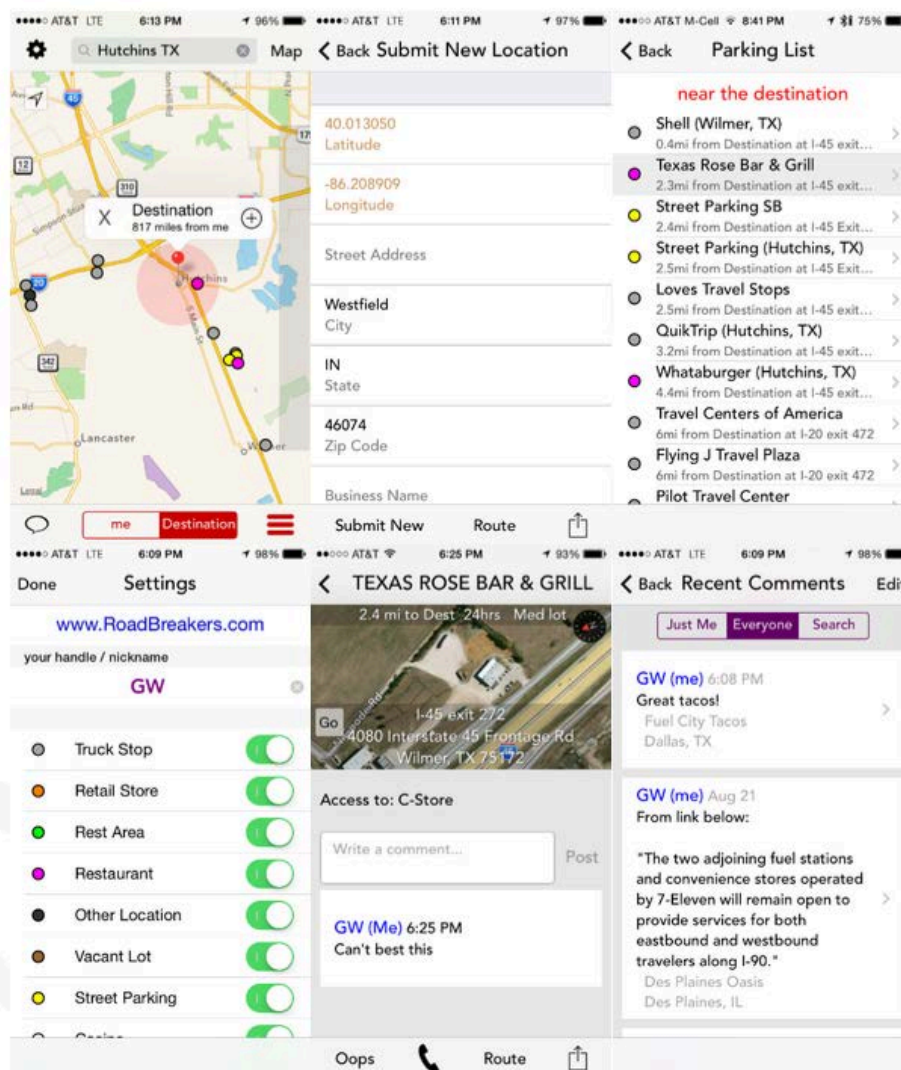 AT&T LTE 6:13 PM 96%
Hutchins TX
Map
45
12
310
175
Simpson Stuart Rd
X Destination +
817 miles from me
20
Hutchins
S Main St
342
Lancaster
Wilmer
me Destination
AT&T LTE 6:11 PM 97%
Back Submit New Location
40.013050
Latitude
-86.208909
Longitude
Street Address
Westfield
City
IN
State
46074
Zip Code
Business Name
Submit New Route
AT&T M-Cell 8:41 PM 75%
Back Parking List
near the destination
Shell (Wilmer, TX)
0.4mi from Destination at I-45 exit...
Texas Rose Bar & Grill
2.3mi from Destination at I-45 exit...
Street Parking SB
2.4mi from Destination at I-45 Exit...
Street Parking (Hutchins, TX)
2.5mi from Destination at I-45 Exit...
Loves Travel Stops
2.5mi from Destination at I-45 exit...
QuikTrip (Hutchins, TX)
3.2mi from Destination at I-45 exit...
Whataburger (Hutchins, TX)
4.4mi from Destination at I-45 exit...
Travel Centers of America
6mi from Destination at I-20 exit 472
Flying J Travel Plaza
6mi from Destination at I-20 exit 472
Pilot Travel Center
AT&T LTE 6:09 PM 98%
Done Settings
www.RoadBreakers.com
your handle / nickname
GW
Truck Stop
Retail Store
Rest Area
Restaurant
Other Location
Vacant Lot
Street Parking
AT&T 6:25 PM 93%
TEXAS ROSE BAR & GRILL
2.4 mi to Dest 24hrs Med lot
Go
I-45 exit 272
4080 Interstate 45 Frontage Rd
Wilmer, TX 75172
Access to: C-Store
Write a comment...
Post
GW (Me) 6:25 PM
Can't best this
Oops Route
AT&T LTE 6:09 PM 98%
Back Recent Comments Edit
Just Me Everyone Search
GW (me) 6:08 PM
Great tacos!
Fuel City Tacos
Dallas, TX
GW (me) Aug 21
From link below:
"The two adjoining fuel stations
and convenience stores operated
by 7-Eleven will remain open to
provide services for both
eastbound and westbound
travelers along I-90."
Des Plaines Oasis
Des Plaines, IL